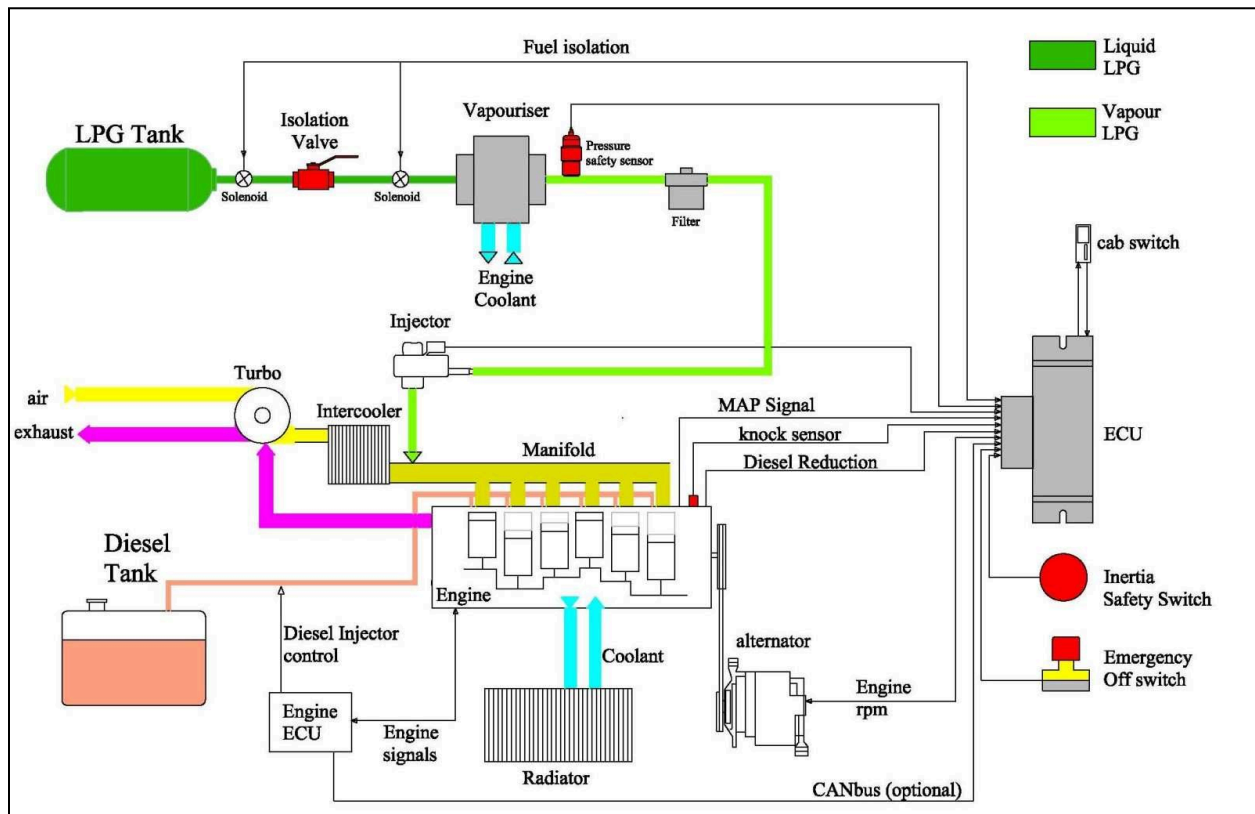 Fuel isolation
Liquid
LPG
Vapour
LPG
LPG Tank
Isolation
Valve
Vapouriser
Pressure
safety sensor
Solenoid
Solenoid
Filter
Engine
Coolant
cab switch
Injector
Turbo
air
exhaust
Intercooler
Manifold
MAP Signal
knock sensor
Diesel Reduction
ECU
Diesel
Tank
Engine
Inertia
Safety Switch
Diesel Injector
control
Coolant
alternator
Emergency
Off switch
Engine
rpm
Engine
ECU
Engine
signals
Radiator
CANbus (optional)